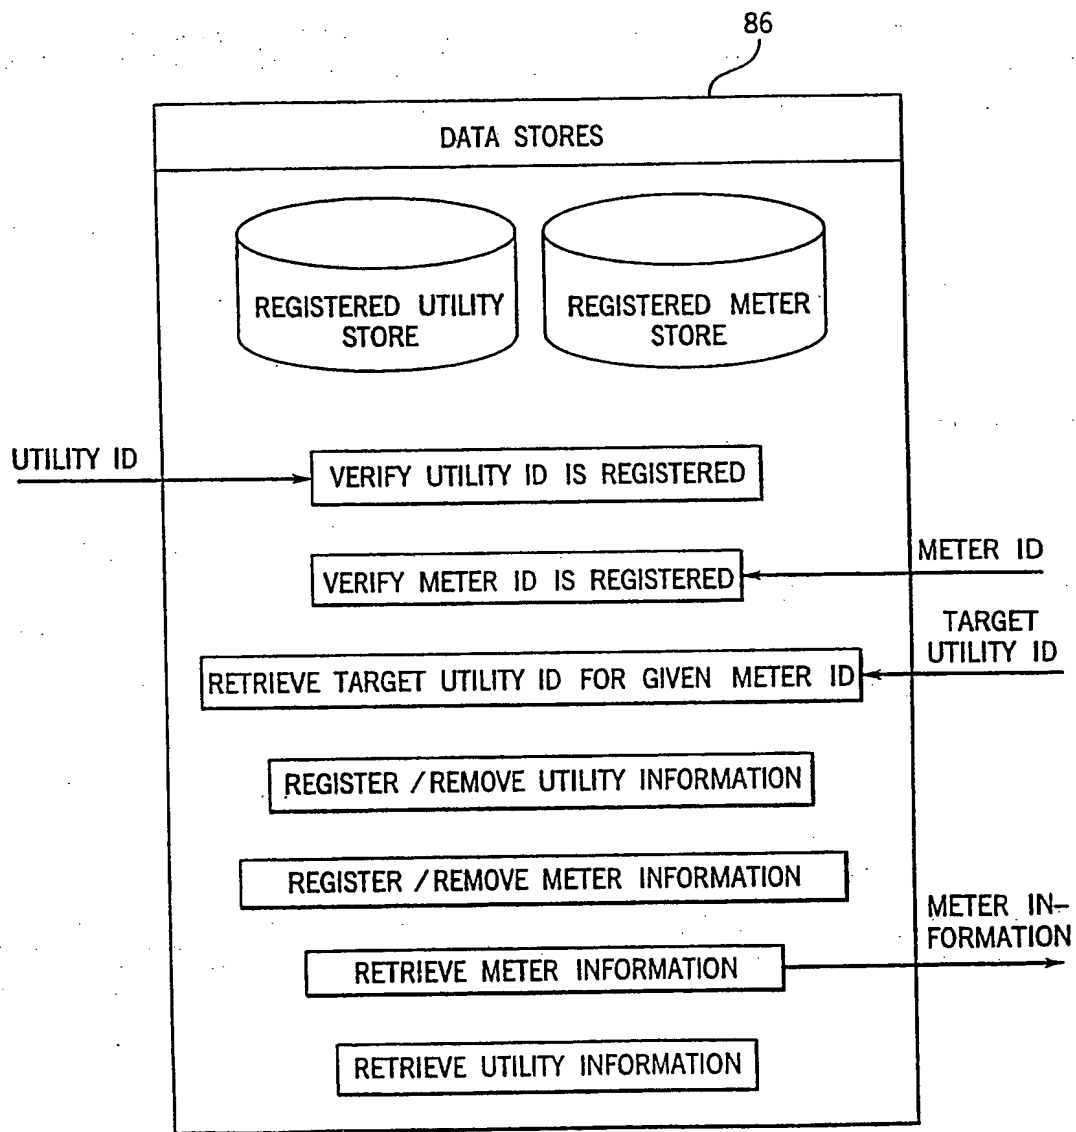 86
DATA STORES
REGISTERED UTILITY
STORE
REGISTERED METER
STORE
UTILITY ID
VERIFY UTILITY ID IS REGISTERED
METER ID
VERIFY METER ID IS REGISTERED
TARGET
UTILITY ID
RETRIEVE TARGET UTILITY ID FOR GIVEN METER ID
REGISTER / REMOVE UTILITY INFORMATION
REGISTER / REMOVE METER INFORMATION
METER IN-
FORMATION
RETRIEVE METER INFORMATION
RETRIEVE UTILITY INFORMATION